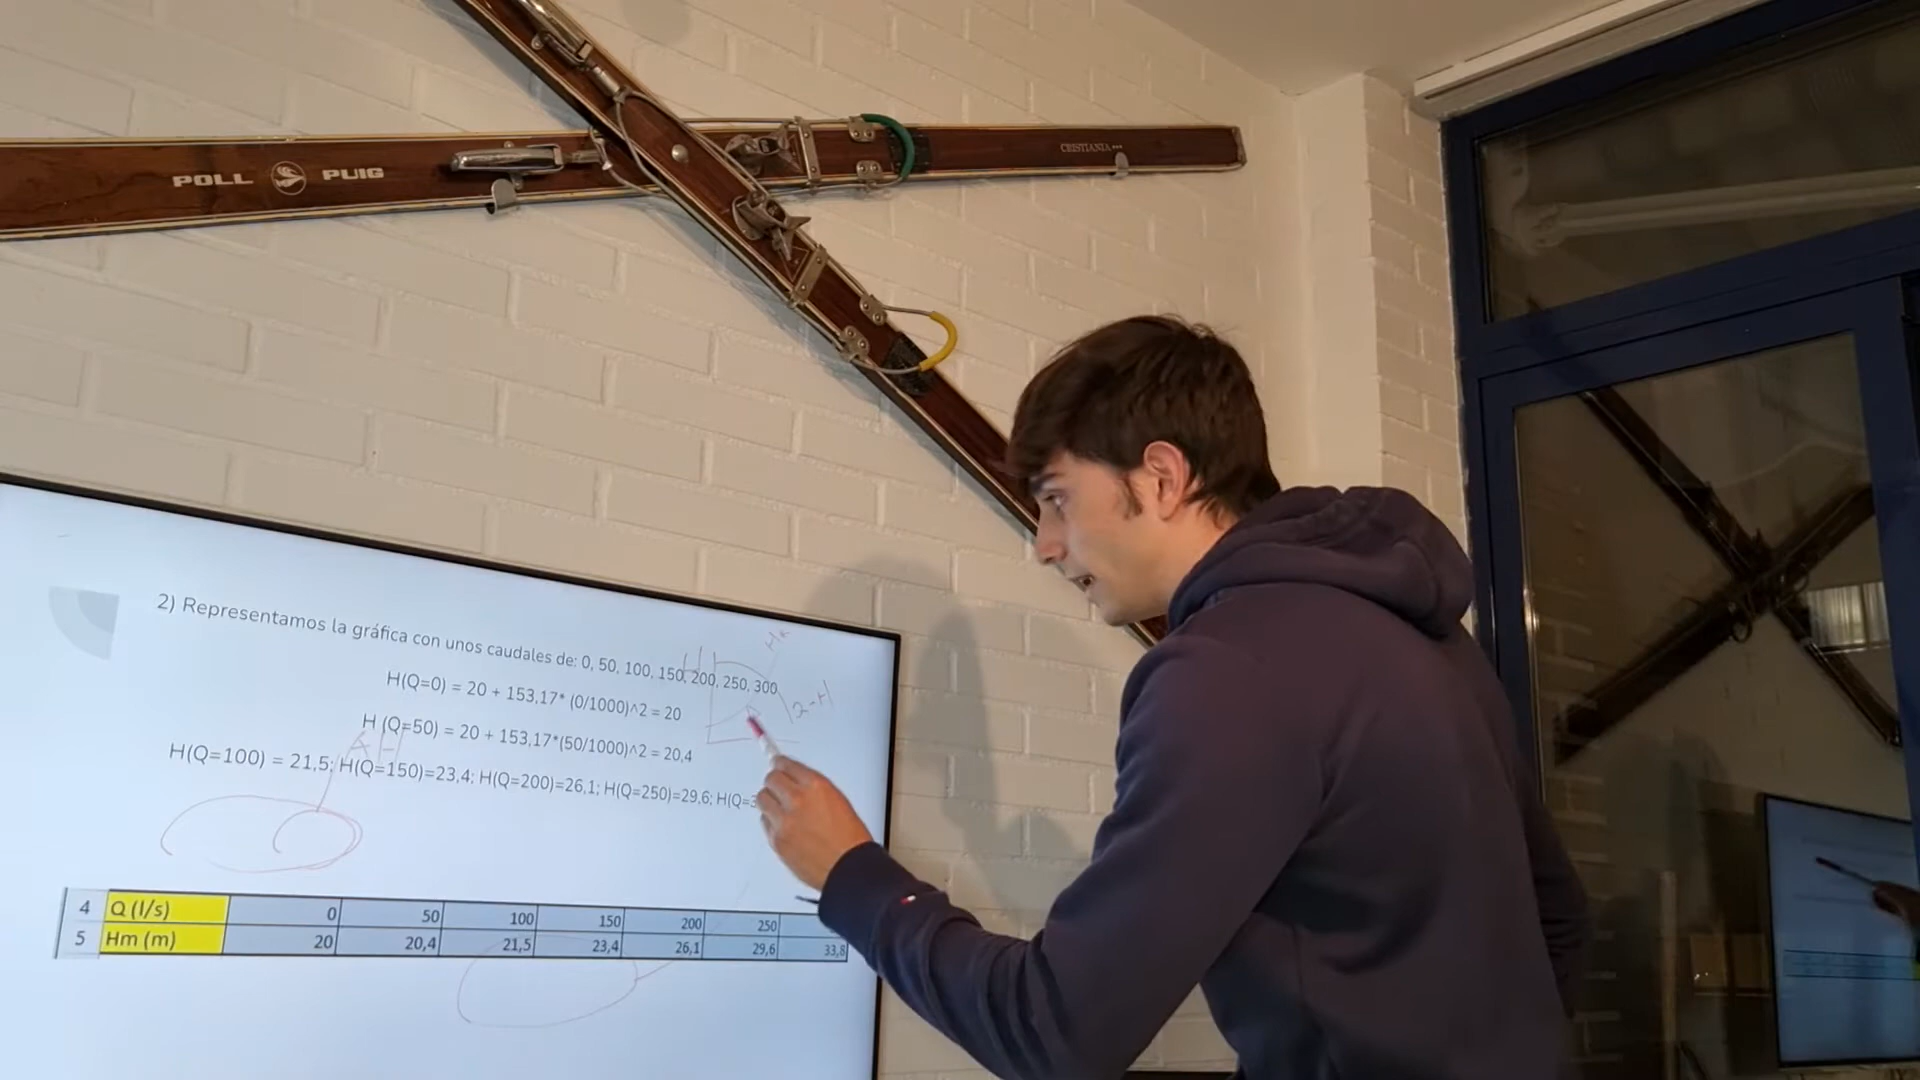 POLL PUIG
CRISTIANIA
2) Representamos la gráfica con unos caudales de: 0, 50, 100, 150, 200, 250, 300
H(Q=0) = 20 + 153,17* (0/1000)^2 = 20
H (Q=50) = 20 + 153,17*(50/1000)^2 = 20,4
H(Q=100) = 21,5; H(Q=150)=23,4; H(Q=200)=26,1; H(Q=250)=29,6; H(Q=3
4 Q (l/s) 0 50 100 150 200 250
5 Hm (m) 20 20,4 21,5 23,4 26,1 29,6 33,8